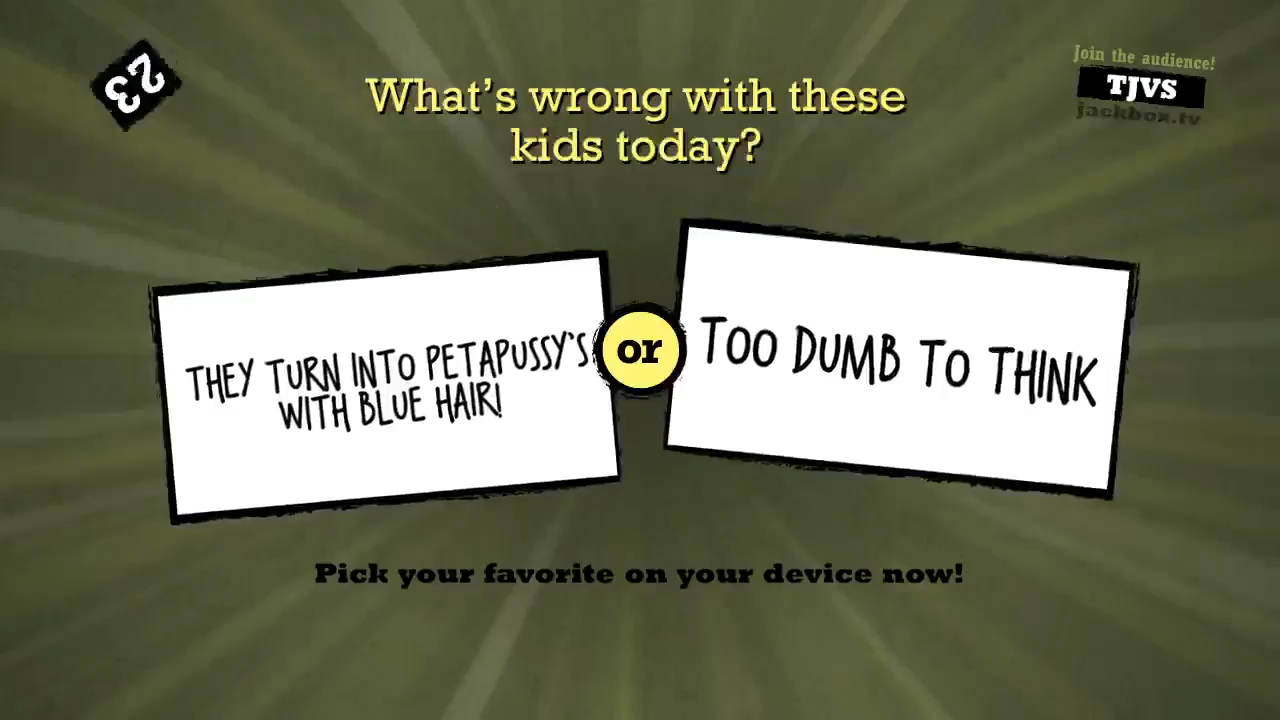 23
Join the audience!
TJVS
jackbox.tv
What's wrong with these
kids today?
THEY TURN INTO PETAPUSSY'S
WITH BLUE HAIR!
or
TOO DUMB TO THINK
Pick your favorite on your device now!